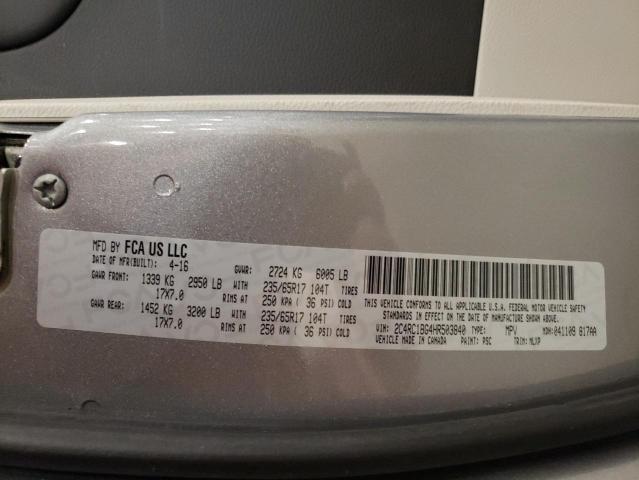 MFD BY FCA US LLC
DATE OF MFR(BUILT): 4-16 GVWR: 2724 KG 6005 LB
GAWR FRONT: 1339 KG 2950 LB WITH 235/65R17 104T TIRES
17X7.0 RIMS AT 250 KPA ( 36 PSI) COLD
GAWR REAR: 1452 KG 3200 LB WITH 235/65R17 104T TIRES
17X7.0 RIMS AT 250 KPA ( 36 PSI) COLD
THIS VEHICLE CONFORMS TO ALL APPLICABLE U.S.A. FEDERAL MOTOR VEHICLE SAFETY
STANDARDS IN EFFECT ON THE DATE OF MANUFACTURE SHOWN ABOVE.
VIN: 2C4RC1BG4HR503840 TYPE: MPV MDH:041109 817AA
VEHICLE MADE IN CANADA PAINT: PSC TRIM: MLXP